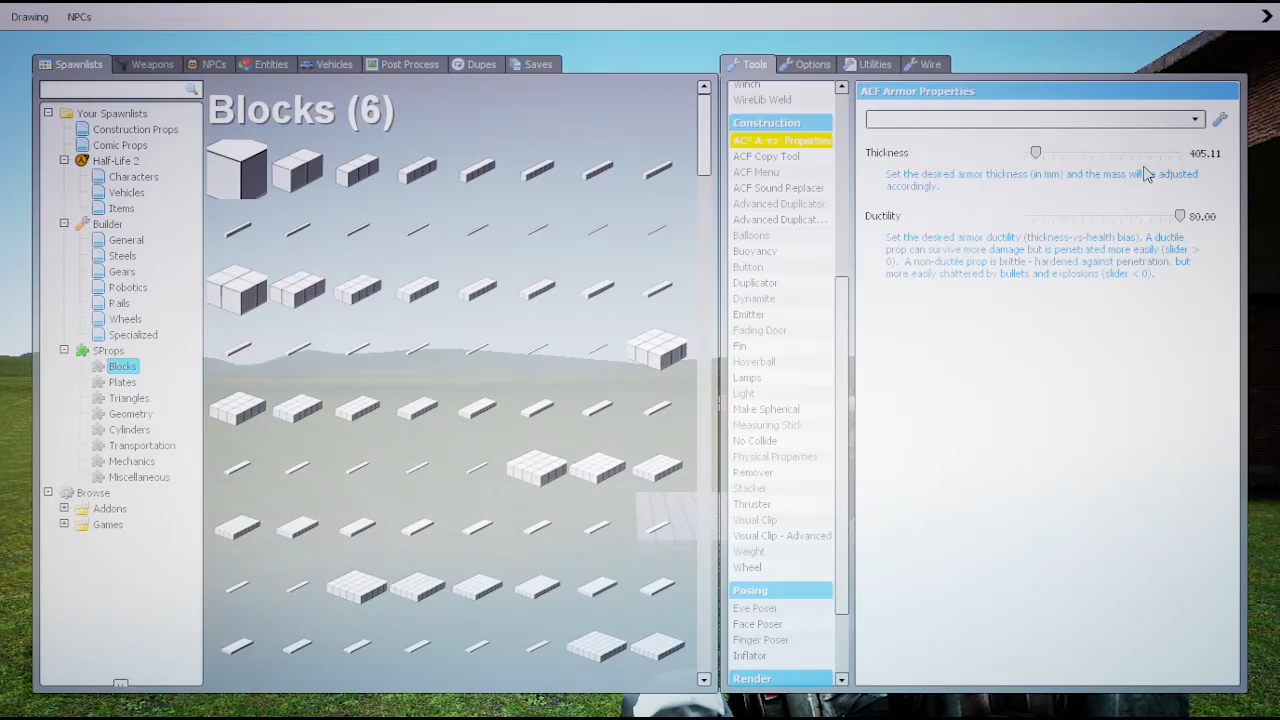 Drawing NPCs
Spawnlists Weapons NPCs Entities Vehicles Post Process Dupes Saves
Your Spawnlists
Construction Props
Comic Props
Half-Life 2
Characters
Vehicles
Items
Builder
General
Steels
Gears
Robotics
Rails
Wheels
Specialized
SProps
Blocks
Plates
Triangles
Geometry
Cylinders
Transportation
Mechanics
Miscellaneous
Browse
Addons
Games
Blocks (6)
Tools Options Utilities Wire
Winch
WireLib Weld
Construction
ACF Armor Properties
ACF Copy Tool
ACF Menu
ACF Sound Replacer
Advanced Duplicator
Advanced Duplicat...
Balloons
Buoyancy
Button
Duplicator
Dynamite
Emitter
Fading Door
Fin
Hoverball
Lamps
Light
Make Spherical
Measuring Stick
No Collide
Physical Properties
Remover
Stacker
Thruster
Visual Clip
Visual Clip - Advanced
Weight
Wheel
Posing
Eye Poser
Face Poser
Finger Poser
Inflator
Render
ACF Armor Properties
Thickness 405.11
Set the desired armor thickness (in mm) and the mass will be adjusted
accordingly.
Ductility 80.00
Set the desired armor ductility (thickness-vs-health bias). A ductile
prop can survive more damage but is penetrated more easily (slider >
0). A non-ductile prop is brittle - hardened against penetration, but
more easily shattered by bullets and explosions (slider < 0).